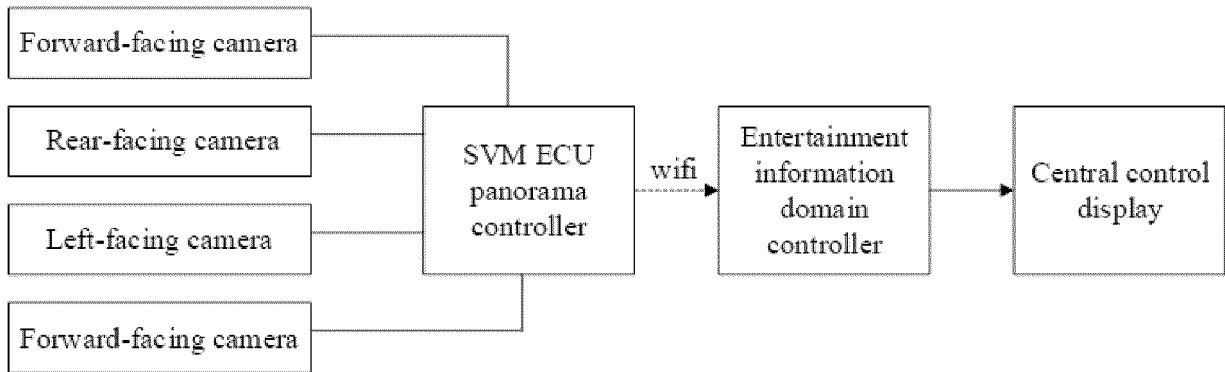 Forward-facing camera
Rear-facing camera
Left-facing camera
Forward-facing camera
SVM ECU
panorama
controller
wifi
Entertainment
information
domain
controller
Central control
display